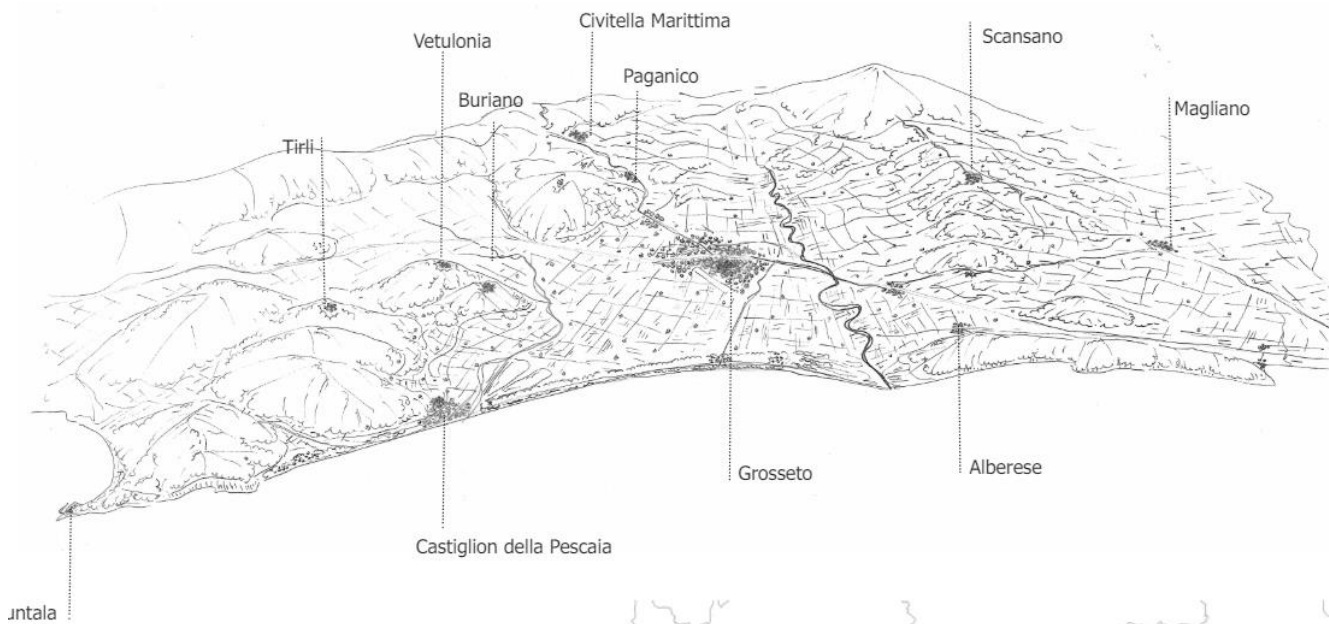 Civitella Marittima
Vetulonia
Scansano
Paganico
Buriano
Magliano
Tirli
Grosseto
Alberese
Castiglion della Pescaia